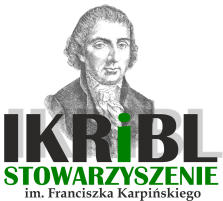 IKRiBL
STOWARZYSZENIE
im. Franciszka Karpińskiego